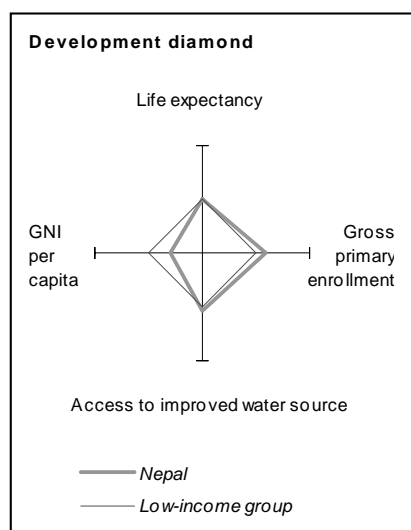 Development diamond
Life expectancy
GNI
per
capita
Gross
primary
enrollment
Access to improved water source
Nepal
Low-income group